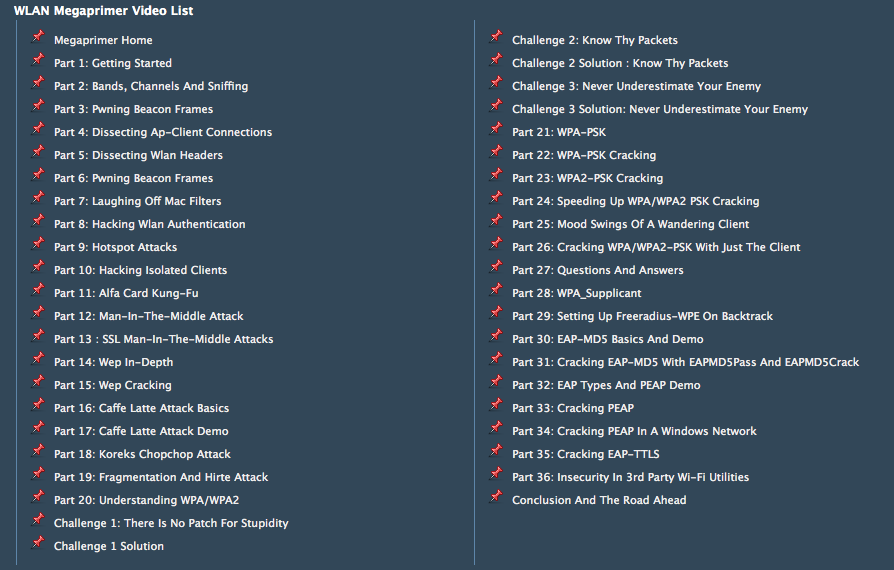 WLAN Megaprimer Video List
Megaprimer Home
Part 1: Getting Started
Part 2: Bands, Channels And Sniffing
Part 3: Pwning Beacon Frames
Part 4: Dissecting Ap-Client Connections
Part 5: Dissecting Wlan Headers
Part 6: Pwning Beacon Frames
Part 7: Laughing Off Mac Filters
Part 8: Hacking Wlan Authentication
Part 9: Hotspot Attacks
Part 10: Hacking Isolated Clients
Part 11: Alfa Card Kung-Fu
Part 12: Man-In-The-Middle Attack
Part 13 : SSL Man-In-The-Middle Attacks
Part 14: Wep In-Depth
Part 15: Wep Cracking
Part 16: Caffe Latte Attack Basics
Part 17: Caffe Latte Attack Demo
Part 18: Koreks Chopchop Attack
Part 19: Fragmentation And Hirte Attack
Part 20: Understanding WPA/WPA2
Challenge 1: There Is No Patch For Stupidity
Challenge 1 Solution
Challenge 2: Know Thy Packets
Challenge 2 Solution : Know Thy Packets
Challenge 3: Never Underestimate Your Enemy
Challenge 3 Solution: Never Underestimate Your Enemy
Part 21: WPA-PSK
Part 22: WPA-PSK Cracking
Part 23: WPA2-PSK Cracking
Part 24: Speeding Up WPA/WPA2 PSK Cracking
Part 25: Mood Swings Of A Wandering Client
Part 26: Cracking WPA/WPA2-PSK With Just The Client
Part 27: Questions And Answers
Part 28: WPA_Supplicant
Part 29: Setting Up Freeradius-WPE On Backtrack
Part 30: EAP-MD5 Basics And Demo
Part 31: Cracking EAP-MD5 With EAPMD5Pass And EAPMD5Crack
Part 32: EAP Types And PEAP Demo
Part 33: Cracking PEAP
Part 34: Cracking PEAP In A Windows Network
Part 35: Cracking EAP-TTLS
Part 36: Insecurity In 3rd Party Wi-Fi Utilities
Conclusion And The Road Ahead